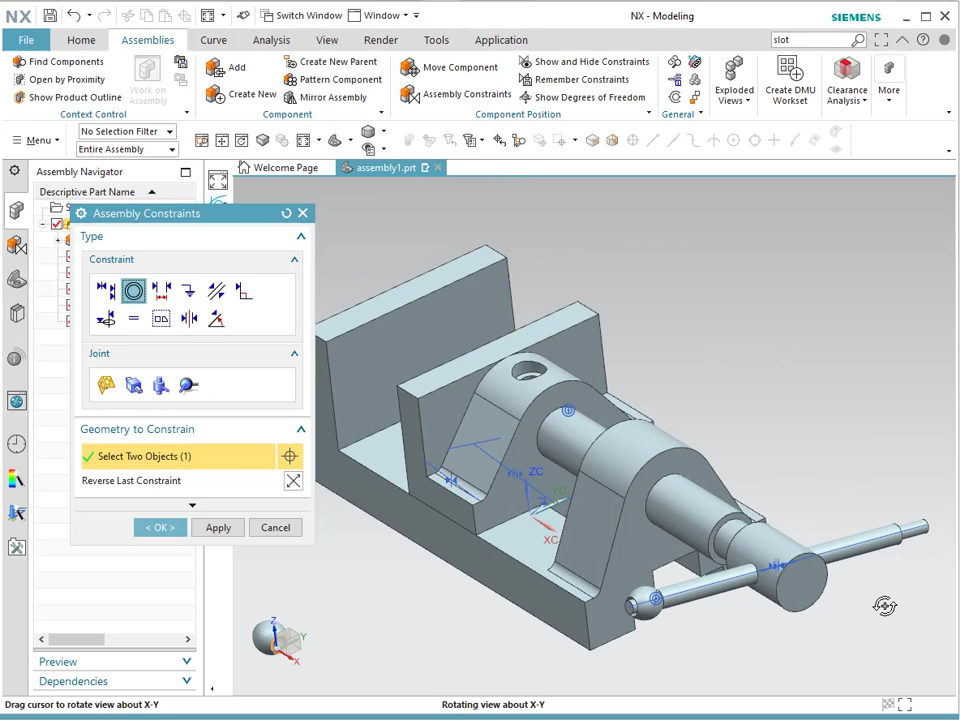 NX
Switch Window
Window
NX - Modeling
SIEMENS
File
Home
Assemblies
Curve
Analysis
View
Render
Tools
Application
slot
Find Components
Open by Proximity
Show Product Outline
Work on
Assembly
Context Control
Add
Create New
Create New Parent
Pattern Component
Mirror Assembly
Component
Move Component
Assembly Constraints
Show and Hide Constraints
Remember Constraints
Show Degrees of Freedom
Component Position
General
Exploded
Views
Create DMU
Workset
Clearance
Analysis
More
Menu
No Selection Filter
Entire Assembly
Assembly Navigator
Welcome Page
assembly1.prt
Descriptive Part Name
Assembly Constraints
Type
Constraint
Joint
Geometry to Constrain
Select Two Objects (1)
Reverse Last Constraint
< OK >
Apply
Cancel
ZC
YC
XC
Z
Y
X
Preview
Dependencies
Drag cursor to rotate view about X-Y
Rotating view about X-Y